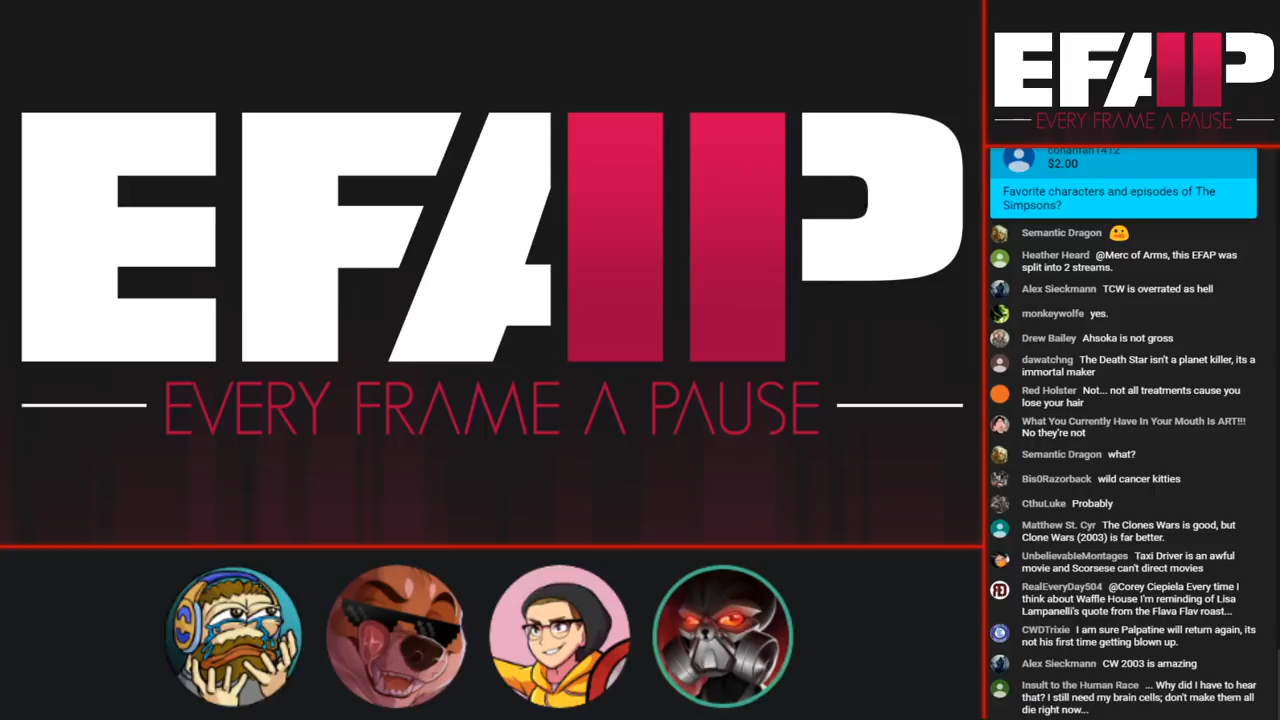 EFAP
EVERY FRAME A PAUSE
EFAP
EVERY FRAME A PAUSE
conanfan1412
$2.00
Favorite characters and episodes of The
Simpsons?
Semantic Dragon
Heather Heard @Merc of Arms, this EFAP was
split into 2 streams.
Alex Sieckmann TCW is overrated as hell
monkeywolfe yes.
Drew Bailey Ahsoka is not gross
dawatchng The Death Star isn't a planet killer, its a
immortal maker
Red Holster Not... not all treatments cause you
lose your hair
What You Currently Have In Your Mouth Is ART!!!
No they're not
Semantic Dragon what?
Bis0Razorback wild cancer kitties
CthuLuke Probably
Matthew St. Cyr The Clones Wars is good, but
Clone Wars (2003) is far better.
UnbelievableMontages Taxi Driver is an awful
movie and Scorsese can't direct movies
RealEveryDay504 @Corey Ciepiela Every time I
think about Waffle House I'm reminding of Lisa
Lampanelli's quote from the Flava Flav roast...
CWDTrixie I am sure Palpatine will return again, its
not his first time getting blown up.
Alex Sieckmann CW 2003 is amazing
Insult to the Human Race ... Why did I have to hear
that? I still need my brain cells; don't make them all
die right now...